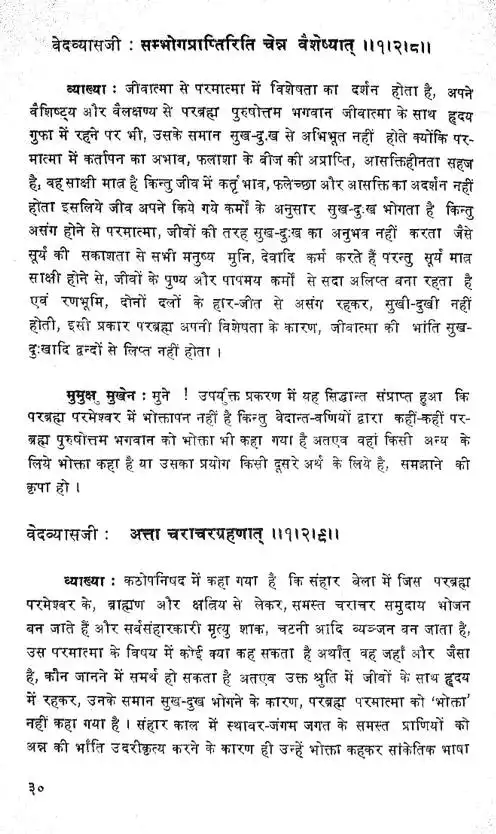 वेदव्यासजी : सम्भोगप्राप्तिरिति चेन्न वैशेष्यात् ॥१।२।८॥
व्याख्या : जीवात्मा से परमात्मा में विशेषता का दर्शन होता है, अपने
वैशिष्ट्य और वैलक्षण्य से परब्रह्म पुरुषोत्तम भगवान जीवात्मा के साथ हृदय
गुफा में रहने पर भी, उसके समान सुख-दुःख से अभिभूत नहीं होते क्योंकि पर-
मात्मा में कर्तापन का अभाव, फलाशा के बीज की अप्राप्ति, आसक्तिहीनता सहज
है, वह साक्षी मात्र है किन्तु जीव में कर्तृ भाव, फलेच्छा और आसक्ति का अदर्शन नहीं
होता इसलिये जीव अपने किये गये कर्मों के अनुसार सुख-दुःख भोगता है किन्तु
असंग होने से परमात्मा, जीवों की तरह सुख-दुःख का अनुभव नहीं करता जैसे
सूर्य की सकाशता से सभी मनुष्य मुनि, देवादि कर्म करते हैं परन्तु सूर्य मात्र
साक्षी होने से, जीवों के पुण्य और पापमय कर्मो से सदा अलिप्त बना रहता है
एवं रणभूमि, दोनों दलों के हार-जीत से असंग रहकर, सुखी-दुखी नहीं
होती, इसी प्रकार परब्रह्म अपनी विशेषता के कारण, जीवात्मा की भांति सुख-
दुःखादि द्वन्दों से लिप्त नहीं होता ।
मुमुक्षु मुखेन : मुने ! उपर्युक्त प्रकरण में यह सिद्धान्त संप्राप्त हुआ कि
परब्रह्म परमेश्वर में भोक्तापन नहीं है किन्तु वेदान्त-वणियों द्वारा कहीं-कहीं पर-
ब्रह्म पुरुषोत्तम भगवान को भोक्ता भी कहा गया है अतएव वहां किसी अन्य के
लिये भोक्ता कहा है या उसका प्रयोग किसी दूसरे अर्थ के लिये है, समझाने की
कृपा हो ।
वेदव्यासजी : अत्ता चराचरग्रहणात् ॥१।२।९॥
व्याख्या : कठोपनिषद में कहा गया है कि संहार बेला में जिस परब्रह्म
परमेश्वर के, ब्राह्मण और क्षत्रिय से लेकर, समस्त चराचर समुदाय भोजन
बन जाते हैं और सर्वसंहारकारी मृत्यु शाक, चटनी आदि व्यञ्जन बन जाता है,
उस परमात्मा के विषय में कोई क्या कह सकता है अर्थात् वह जहाँ और जैसा
है, कौन जानने में समर्थ हो सकता है अतएव उक्त श्रुति में जीवों के साथ हृदय
में रहकर, उनके समान सुख-दुख भोगने के कारण, परब्रह्म परमात्मा को 'भोक्ता'
नहीं कहा गया है । संहार काल में स्थावर-जंगम जगत के समस्त प्राणियों को
अन्न की भाँति उदरीकृत्य करने के कारण ही उन्हें भोक्ता कहकर सांकेतिक भाषा
३०